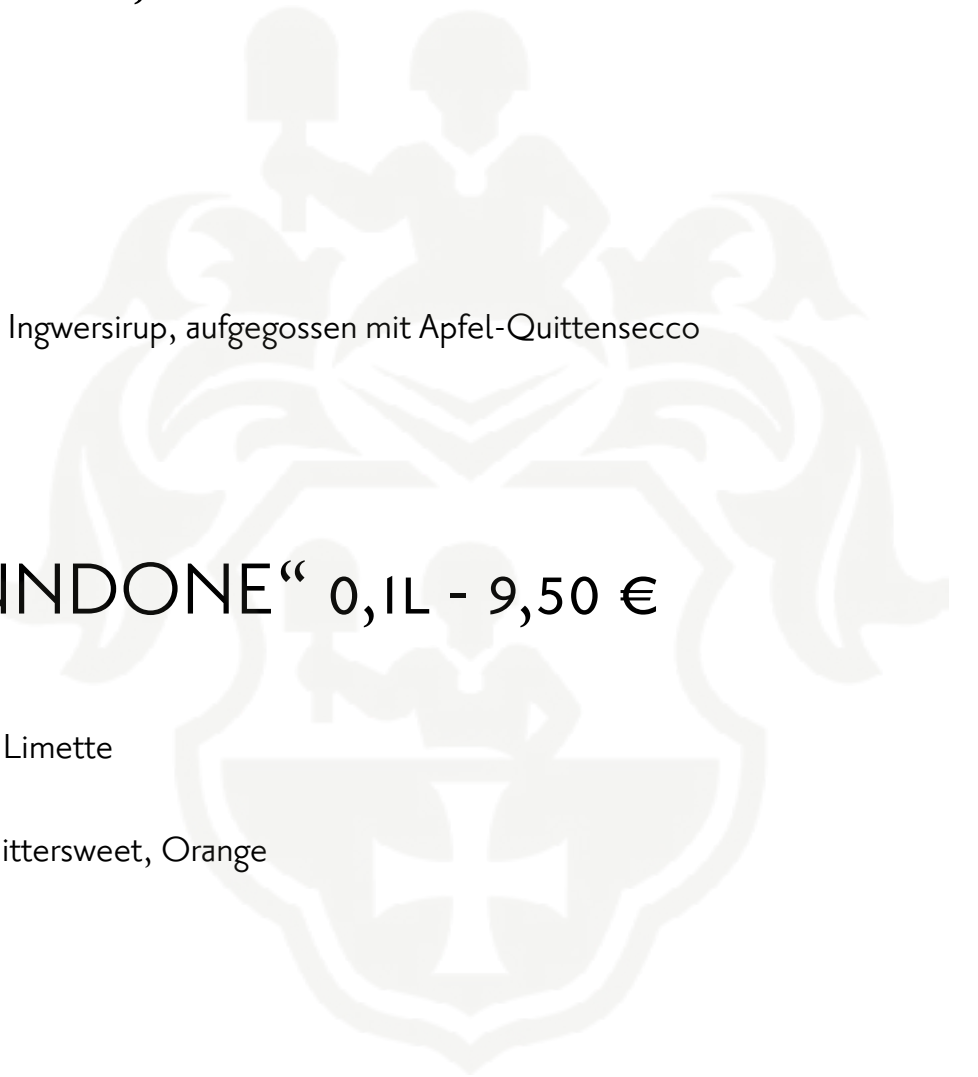 Ingwersirup, aufgegossen mit Apfel-Quittensecco
NDONE“ 0,1L - 9,50 €
Limette
ittersweet, Orange